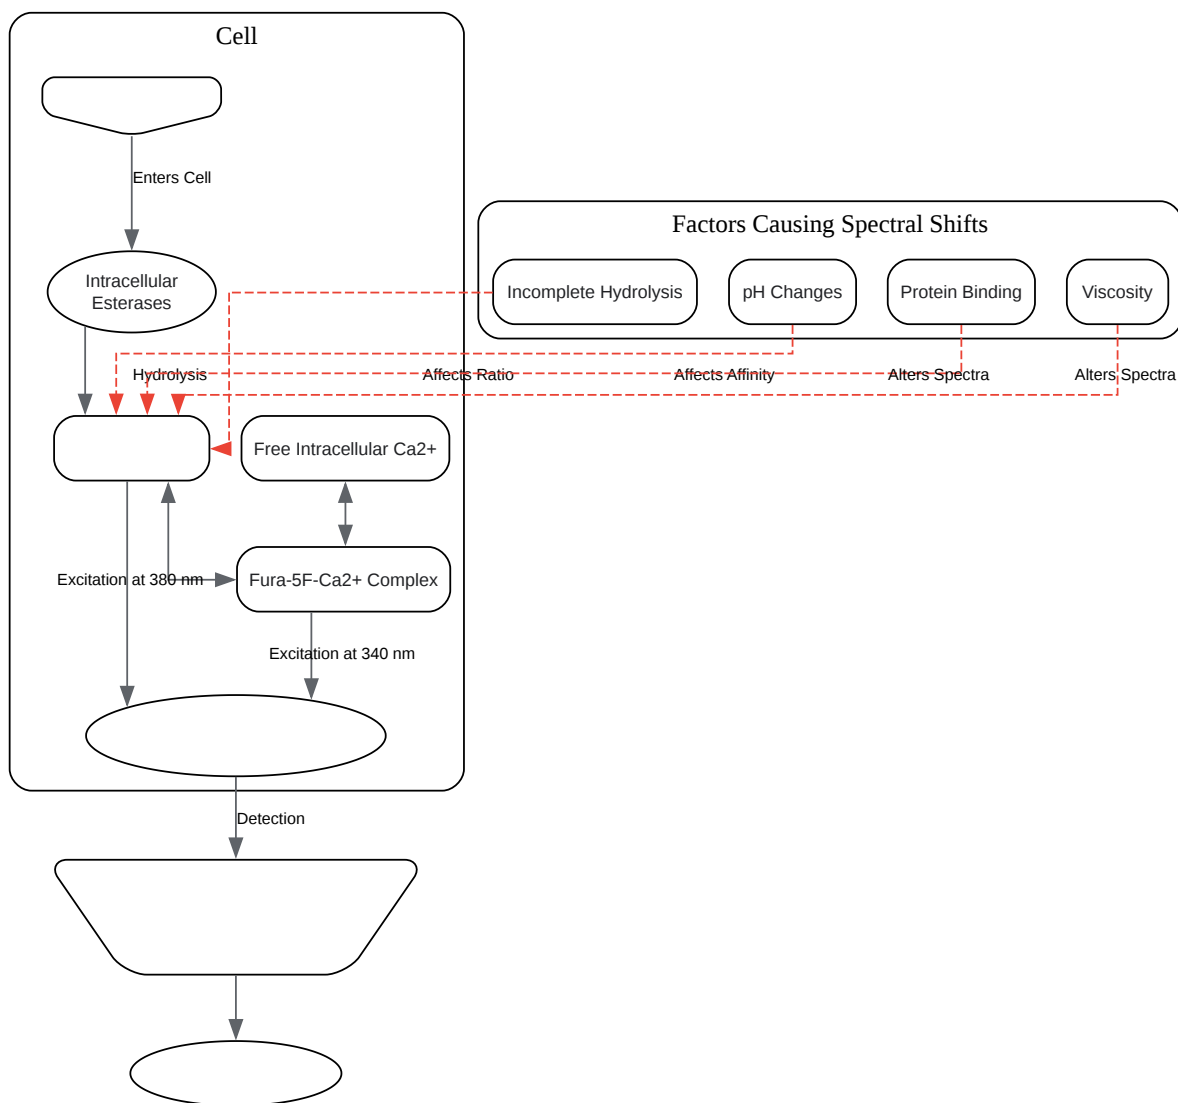 Cell
Enters Cell
Factors Causing Spectral Shifts
Intracellular
Esterases
Incomplete Hydrolysis
pH Changes
Protein Binding
Viscosity
Hydrolysis
Affects Ratio
Affects Affinity
Alters Spectra
Alters Spectra
Free Intracellular Ca2+
Excitation at 380 nm
Fura-5F-Ca2+ Complex
Excitation at 340 nm
Detection